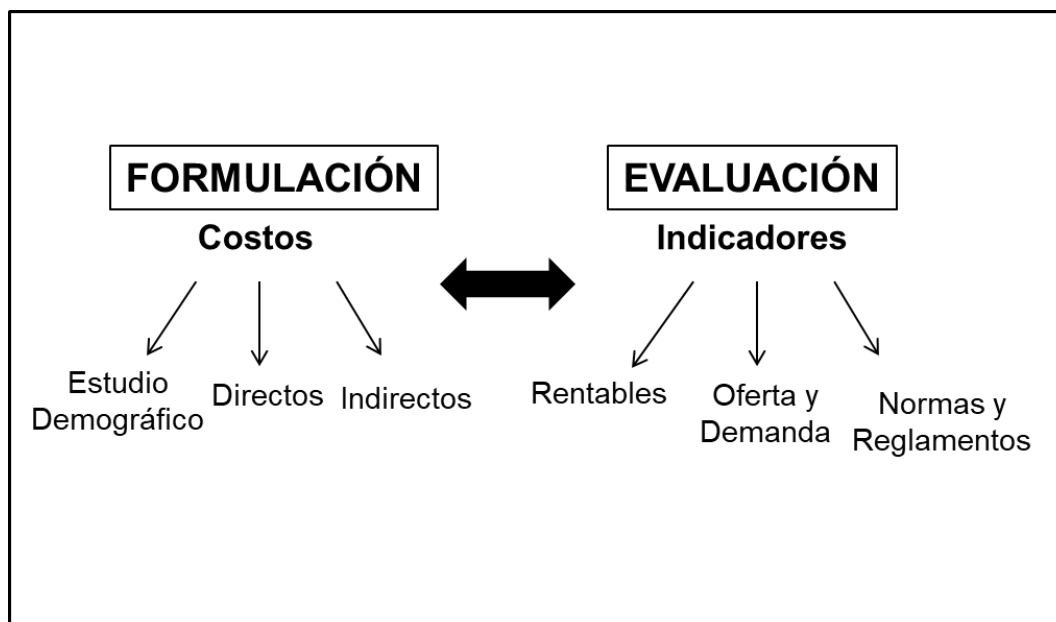 FORMULACIÓN
Costos
Estudio
Demográfico
Directos
Indirectos
EVALUACIÓN
Indicadores
Rentables
Oferta y
Demanda
Normas y
Reglamentos